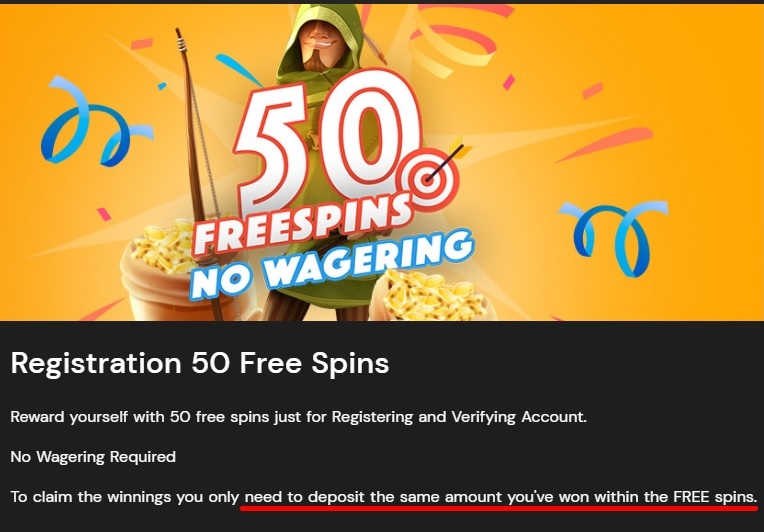 50
FREESPINS
NO WAGERING
Registration 50 Free Spins
Reward yourself with 50 free spins just for Registering and Verifying Account.
No Wagering Required
To claim the winnings you only need to deposit the same amount you've won within the FREE spins.